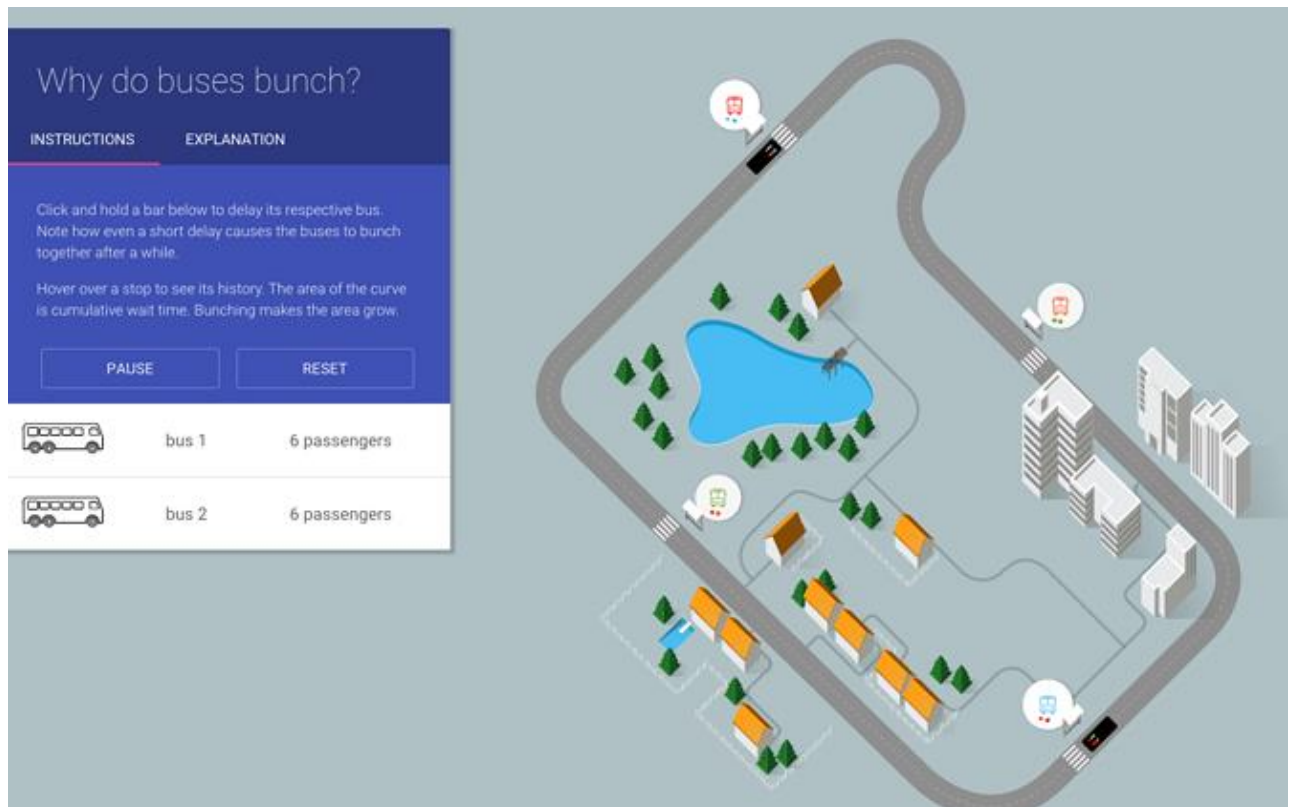 Why do buses bunch?
INSTRUCTIONS EXPLANATION
Click and hold a bar below to delay its respective bus.
Note how even a short delay causes the buses to bunch
together after a while.
Hover over a stop to see its history. The area of the curve
is cumulative wait time. Bunching makes the area grow.
PAUSE RESET
bus 1 6 passengers
bus 2 6 passengers